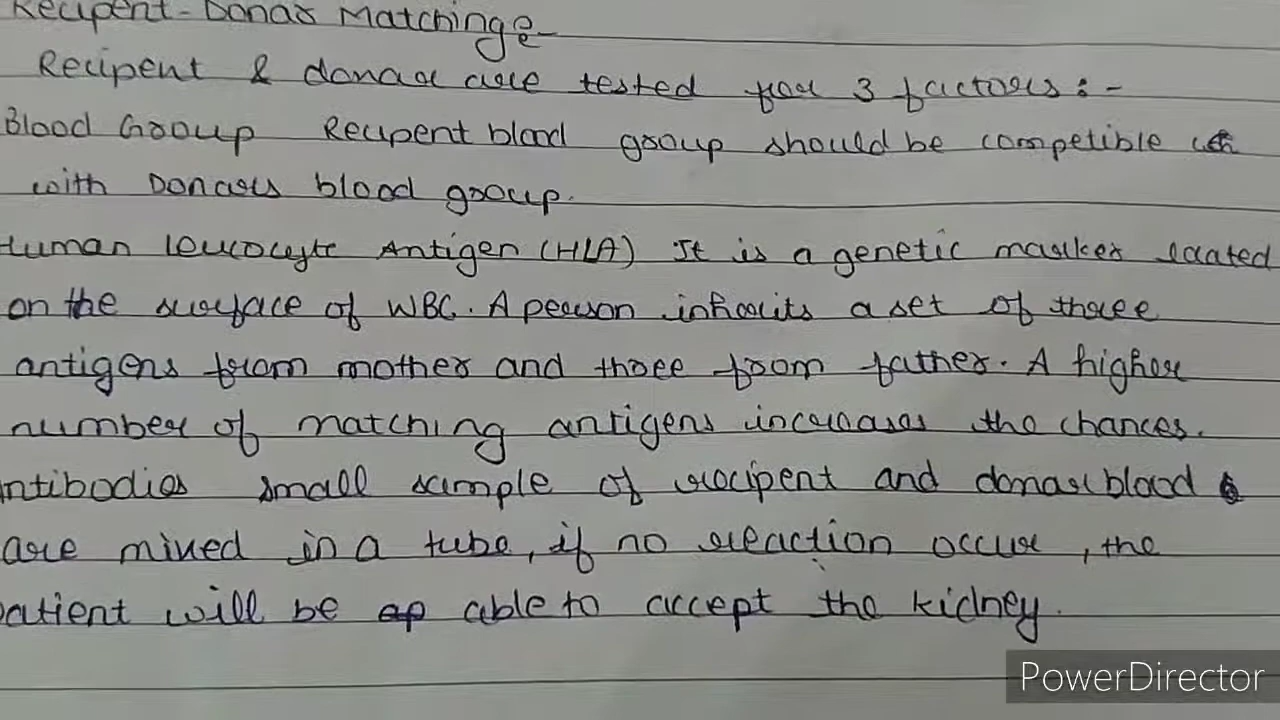 Recipent-Donar Matching:-
Recipent & donar are tested for 3 factors:-
Blood Group Recipent blood group should be competible
with Donars blood group.
Human leucocyte Antigen (HLA) It is a genetic marker located
on the surface of WBC. A person inherits a set of three
antigens from mother and three from father. A higher
number of matching antigens increases the chances.
ntibodies small sample of recipent and donar blood
are mixed in a tube, if no reaction occur, the
patient will be able to accept the kidney.
PowerDirector